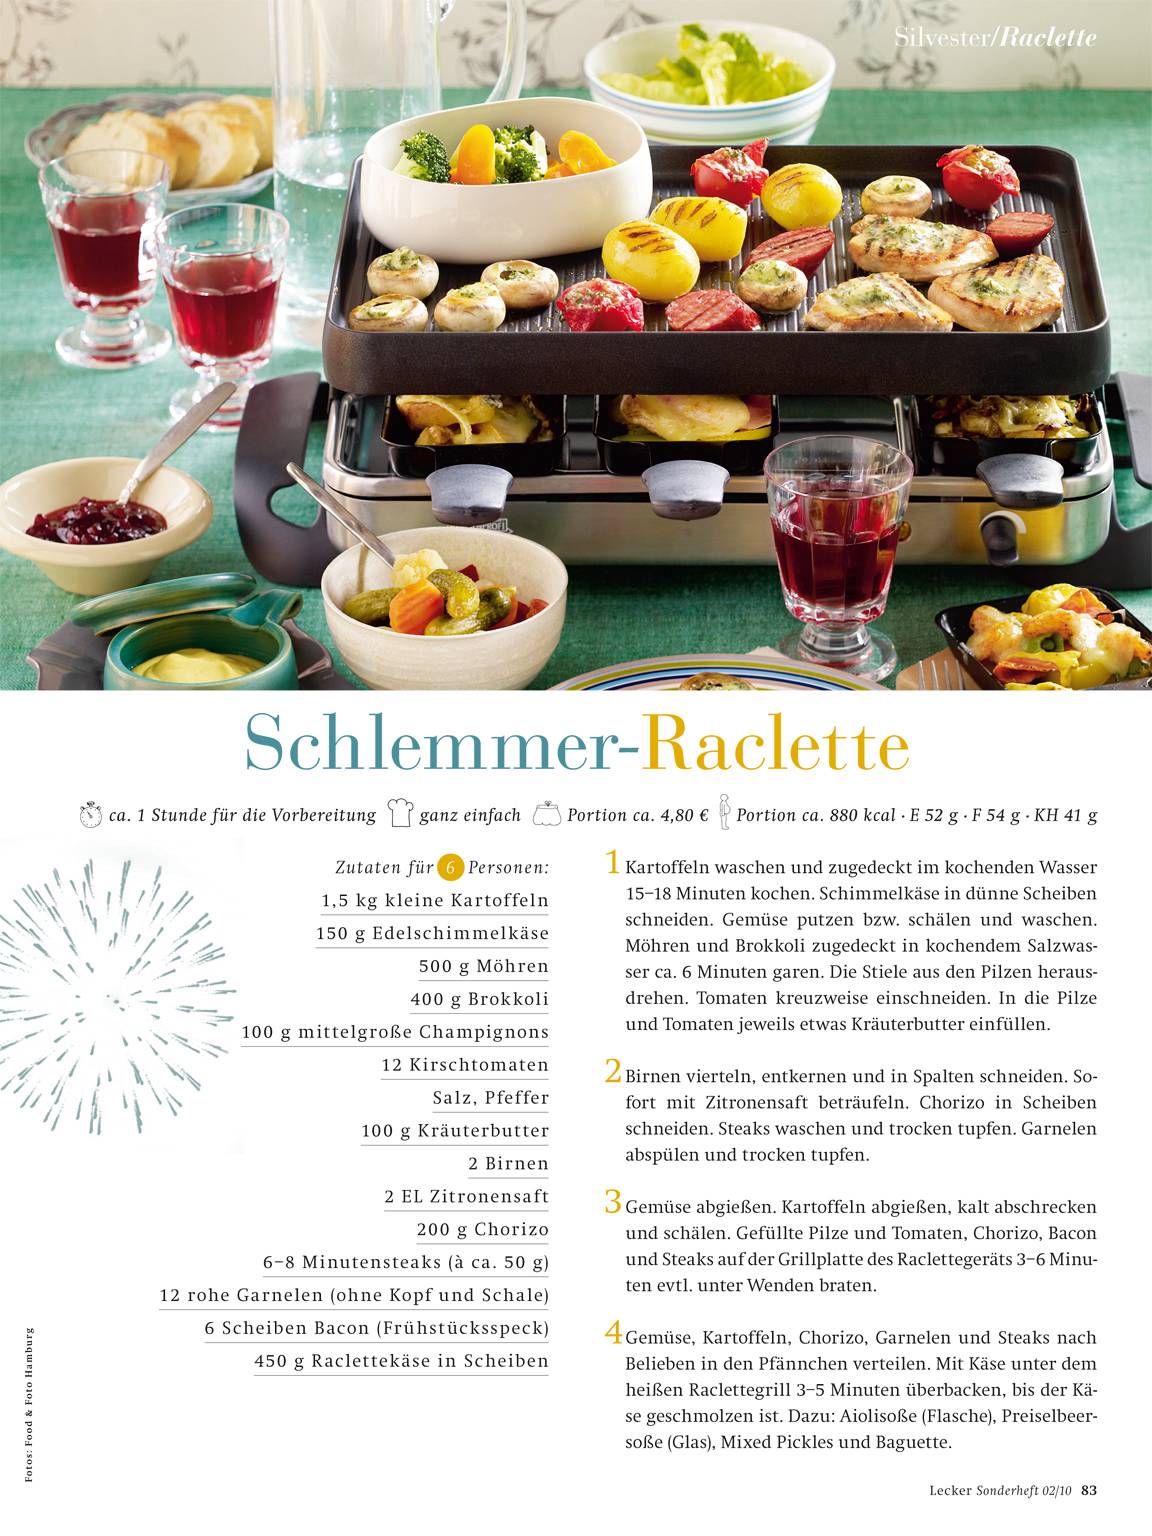 Silvester/Raclette
Schlemmer-Raclette
ca. 1 Stunde für die Vorbereitung ganz einfach Portion ca. 4,80 € Portion ca. 880 kcal · E 52 g · F 54 g · KH 41 g
Zutaten für 6 Personen:
1,5 kg kleine Kartoffeln
150 g Edelschimmelkäse
500 g Möhren
400 g Brokkoli
100 g mittelgroße Champignons
12 Kirschtomaten
Salz, Pfeffer
100 g Kräuterbutter
2 Birnen
2 EL Zitronensaft
200 g Chorizo
6–8 Minutensteaks (à ca. 50 g)
12 rohe Garnelen (ohne Kopf und Schale)
6 Scheiben Bacon (Frühstücksspeck)
450 g Raclettekäse in Scheiben
1 Kartoffeln waschen und zugedeckt im kochenden Wasser
15–18 Minuten kochen. Schimmelkäse in dünne Scheiben
schneiden. Gemüse putzen bzw. schälen und waschen.
Möhren und Brokkoli zugedeckt in kochendem Salzwas-
ser ca. 6 Minuten garen. Die Stiele aus den Pilzen heraus-
drehen. Tomaten kreuzweise einschneiden. In die Pilze
und Tomaten jeweils etwas Kräuterbutter einfüllen.
2 Birnen vierteln, entkernen und in Spalten schneiden. So-
fort mit Zitronensaft beträufeln. Chorizo in Scheiben
schneiden. Steaks waschen und trocken tupfen. Garnelen
abspülen und trocken tupfen.
3 Gemüse abgießen. Kartoffeln abgießen, kalt abschrecken
und schälen. Gefüllte Pilze und Tomaten, Chorizo, Bacon
und Steaks auf der Grillplatte des Raclettegeräts 3–6 Minu-
ten evtl. unter Wenden braten.
4 Gemüse, Kartoffeln, Chorizo, Garnelen und Steaks nach
Belieben in den Pfännchen verteilen. Mit Käse unter dem
heißen Raclettegrill 3–5 Minuten überbacken, bis der Kä-
se geschmolzen ist. Dazu: Aiolisoße (Flasche), Preiselbeer-
soße (Glas), Mixed Pickles und Baguette.
Fotos: Food & Foto Hamburg
Lecker Sonderheft 02/10 83